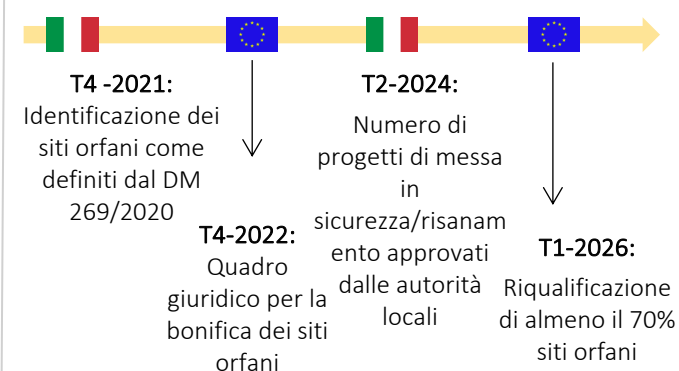 T4 -2021:
Identificazione dei
siti orfani come
definiti dal DM
269/2020
T4-2022:
Quadro
giuridico per la
bonifica dei siti
orfani
T2-2024:
Numero di
progetti di messa
in
sicurezza/risanam
ento approvati
dalle autorità
locali
T1-2026:
Riqualificazione
di almeno il 70%
siti orfani